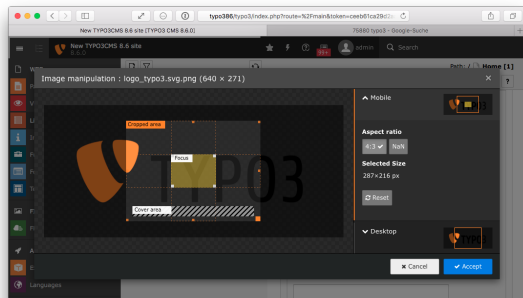 typo386/typo3/index.php?route=%2Fmain&token=ceeb61ca29d2
New TYPO3CMS 8.6 site [TYPO3 CMS 8.6.0]
75880 typo3 - Google-Suche
New TYPO3CMS 8.6 site
8.6.0
admin
Search
Path: /
Home [1]
Image manipulation : logo_typo3.svg.png (640 × 271)
Cropped area
Focus
Cover area
TYPO3
Mobile
Aspect ratio
4:3
NaN
Selected Size
287×216 px
Reset
Desktop
Cancel
Accept
Languages